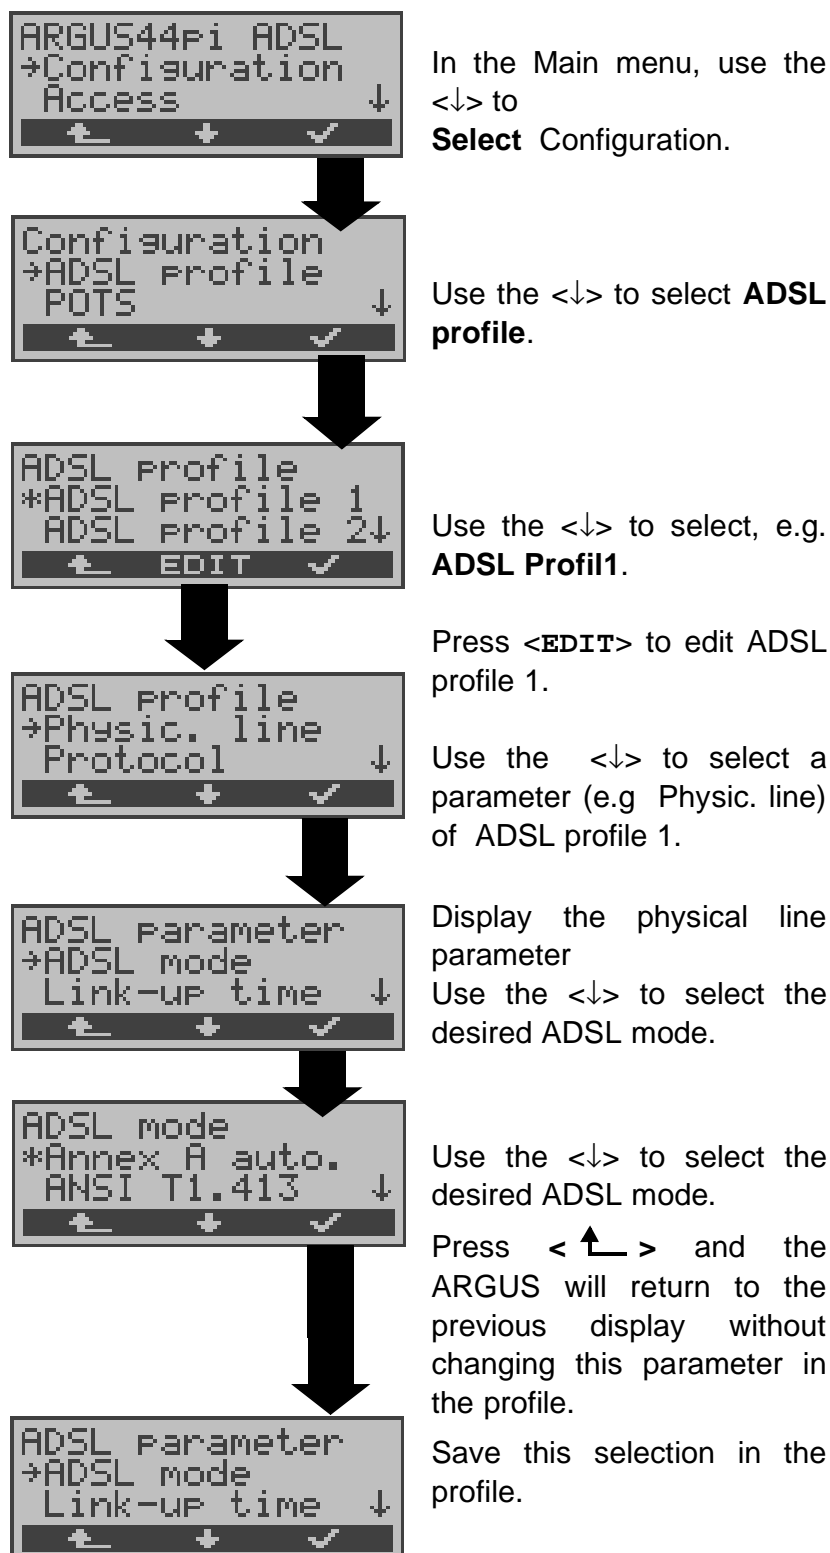 ARGUS44pi ADSL
→Configuration
Access ↓
In the Main menu, use the
<↓> to
Select Configuration.
Configuration
→ADSL profile
POTS ↓
Use the <↓> to select ADSL
profile.
ADSL profile
*ADSL profile 1
ADSL profile 2↓
EDIT
Use the <↓> to select, e.g.
ADSL Profil1.
Press <EDIT> to edit ADSL
profile 1.
ADSL profile
→Physic. line
Protocol ↓
Use the <↓> to select a
parameter (e.g Physic. line)
of ADSL profile 1.
ADSL parameter
→ADSL mode
Link-up time ↓
Display the physical line
parameter
Use the <↓> to select the
desired ADSL mode.
ADSL mode
*Annex A auto.
ANSI T1.413 ↓
Use the <↓> to select the
desired ADSL mode.
Press < > and the
ARGUS will return to the
previous display without
changing this parameter in
the profile.
ADSL parameter
→ADSL mode
Link-up time ↓
Save this selection in the
profile.